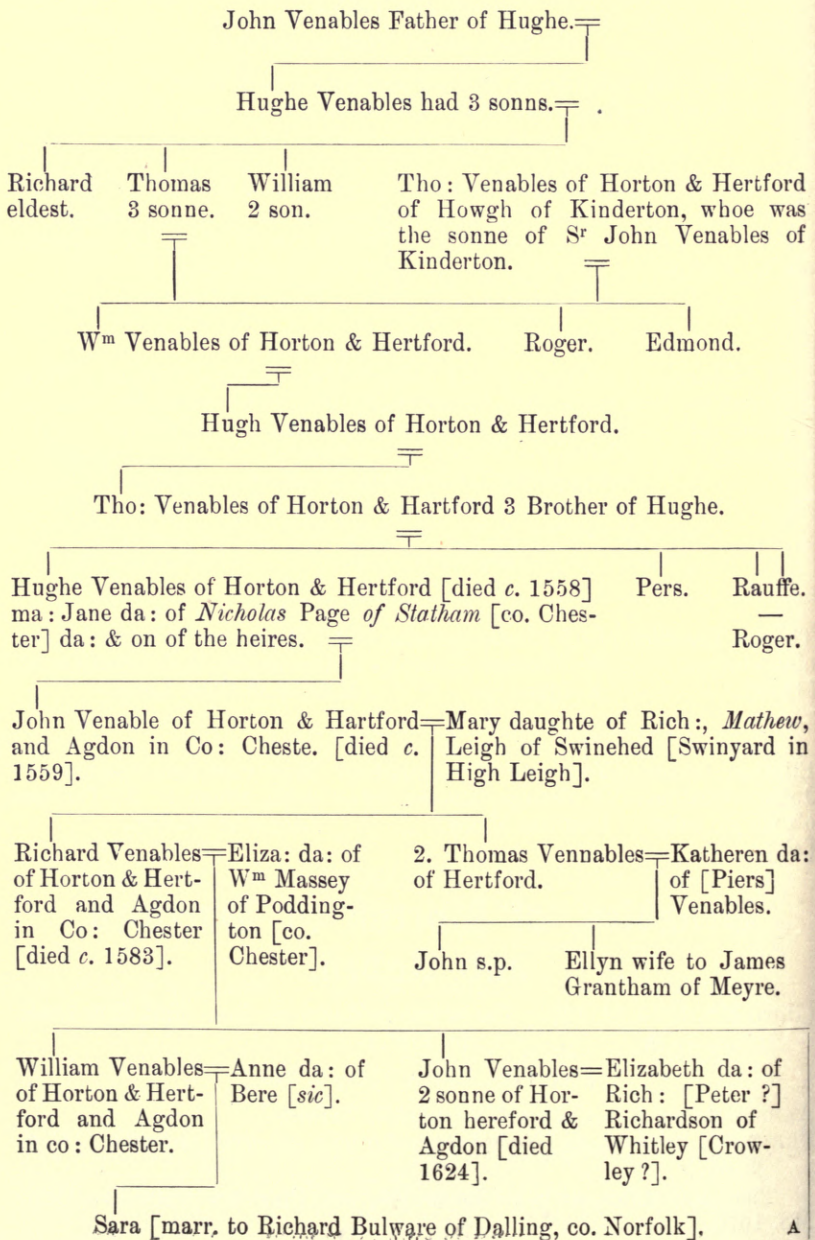 John Venables Father of Hughe.
Hughe Venables had 3 sonns.
Richard eldest.
Thomas 3 sonne.
William 2 son.
Tho: Venables of Horton & Hertford
of Howgh of Kinderton, whoe was
the sonne of Sr John Venables of
Kinderton.
Wm Venables of Horton & Hertford. Roger. Edmond.
Hugh Venables of Horton & Hertford.
Tho: Venables of Horton & Hartford 3 Brother of Hughe.
Hughe Venables of Horton & Hertford [died c. 1558]
ma: Jane da: of Nicholas Page of Statham [co. Ches-
ter] da: & on of the heires.
Pers.
Rauffe.
—
Roger.
John Venable of Horton & Hartford
and Agdon in Co: Cheste. [died c.
1559].
Mary daughte of Rich:, Mathew,
Leigh of Swinehed [Swinyard in
High Leigh].
Richard Venables
of Horton & Hert-
ford and Agdon
in Co: Chester
[died c. 1583].
Eliza: da: of
Wm Massey
of Podding-
ton [co.
Chester].
2. Thomas Vennables
of Hertford.
Katheren da:
of [Piers]
Venables.
John s.p.
Ellyn wife to James
Grantham of Meyre.
William Venables
of Horton & Hert-
ford and Agdon
in co: Chester.
Anne da: of
Bere [sic].
John Venables
2 sonne of Hor-
ton hereford &
Agdon [died
1624].
Elizabeth da: of
Rich: [Peter ?]
Richardson of
Whitley [Crow-
ley ?].
Sara [marr. to Richard Bulware of Dalling, co. Norfolk].
A